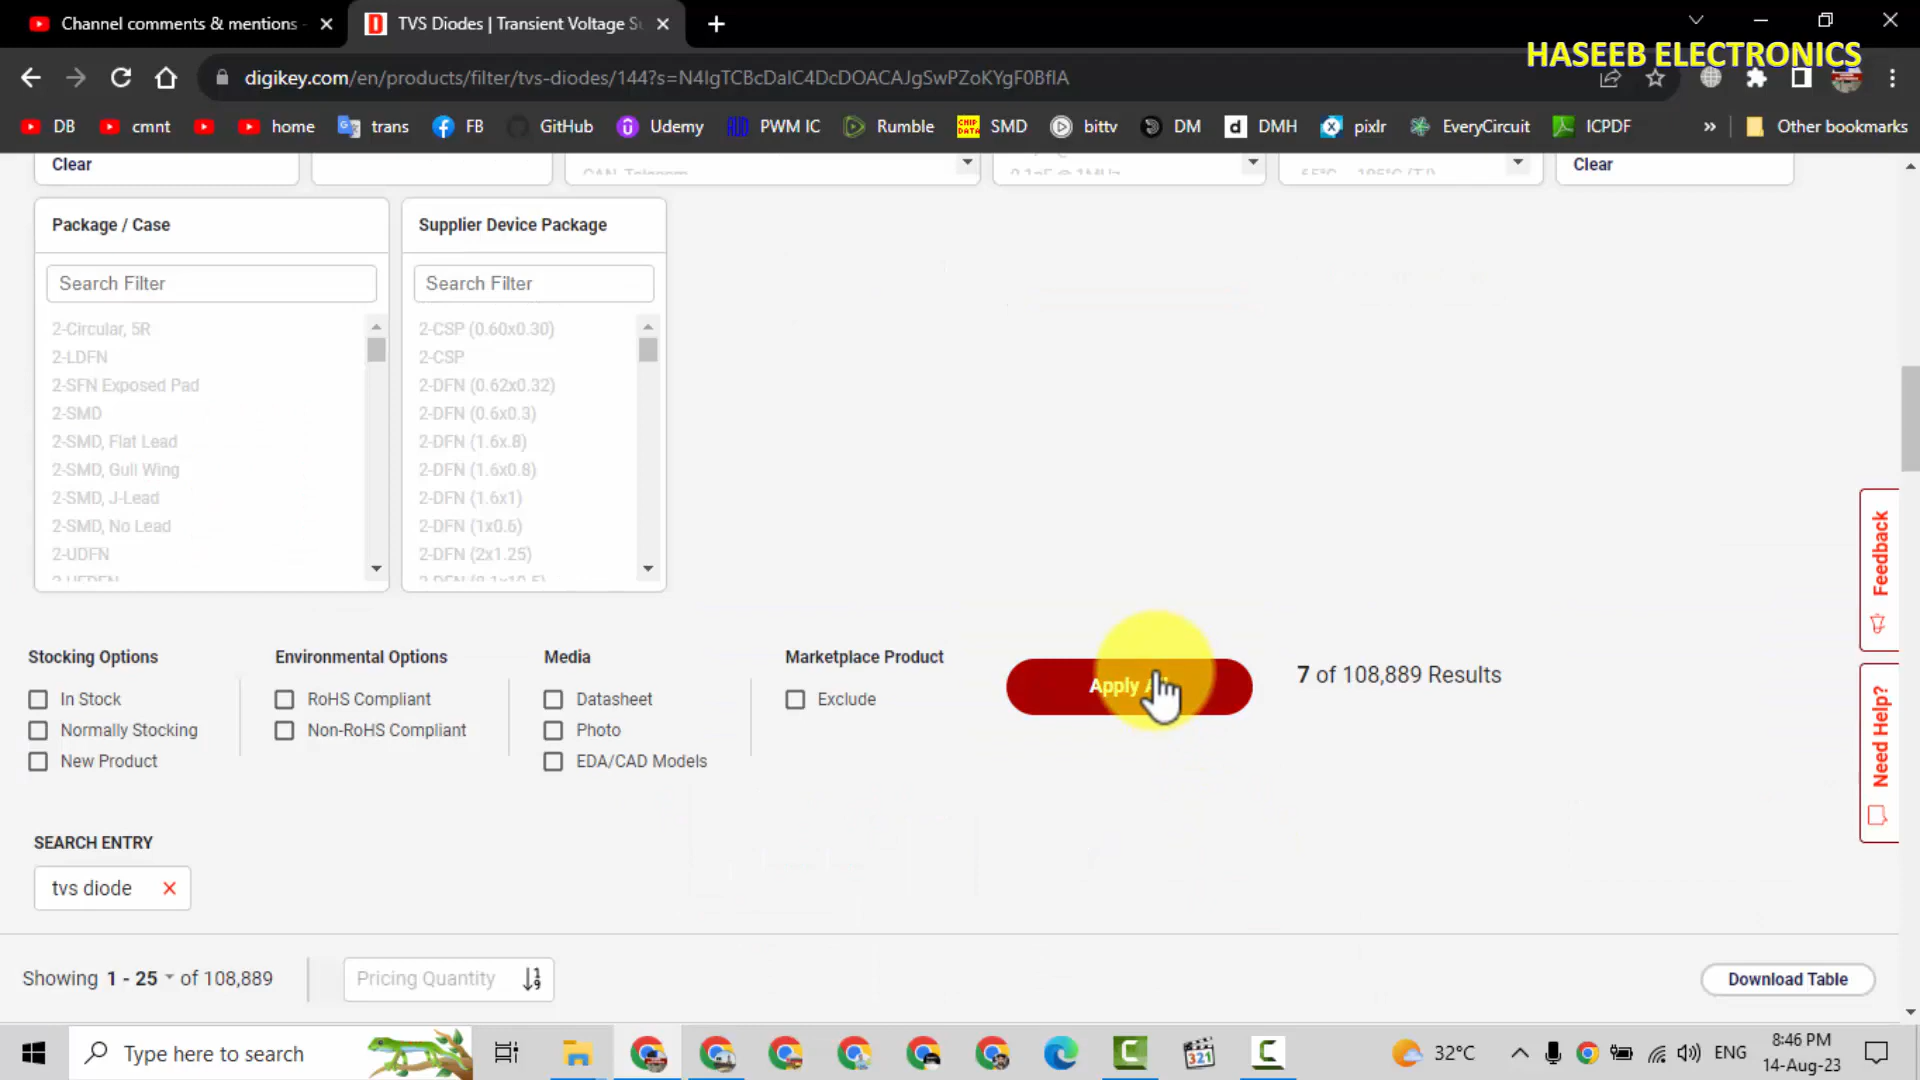 Channel comments & mentions
TVS Diodes | Transient Voltage S
HASEEB ELECTRONICS
digikey.com/en/products/filter/tvs-diodes/144?s=N4IgTCBcDaIC4DcDOACAJgSwPZoKYgF0BfIA
DB
cmnt
home
trans
FB
GitHub
Udemy
PWM IC
Rumble
CHIP DATA
SMD
bittv
DM
DMH
pixlr
EveryCircuit
ICPDF
»
Other bookmarks
Clear
Clear
Package / Case
Supplier Device Package
Search Filter
Search Filter
2-Circular, 5R
2-LDFN
2-SFN Exposed Pad
2-SMD
2-SMD, Flat Lead
2-SMD, Gull Wing
2-SMD, J-Lead
2-SMD, No Lead
2-UDFN
2-CSP (0.60x0.30)
2-CSP
2-DFN (0.62x0.32)
2-DFN (0.6x0.3)
2-DFN (1.6x.8)
2-DFN (1.6x0.8)
2-DFN (1.6x1)
2-DFN (1x0.6)
2-DFN (2x1.25)
Feedback
Need Help?
Stocking Options
In Stock
Normally Stocking
New Product
Environmental Options
RoHS Compliant
Non-RoHS Compliant
Media
Datasheet
Photo
EDA/CAD Models
Marketplace Product
Exclude
Apply
7 of 108,889 Results
SEARCH ENTRY
tvs diode
Showing 1 - 25 of 108,889
Pricing Quantity
Download Table
Type here to search
321
32°C
ENG
8:46 PM
14-Aug-23